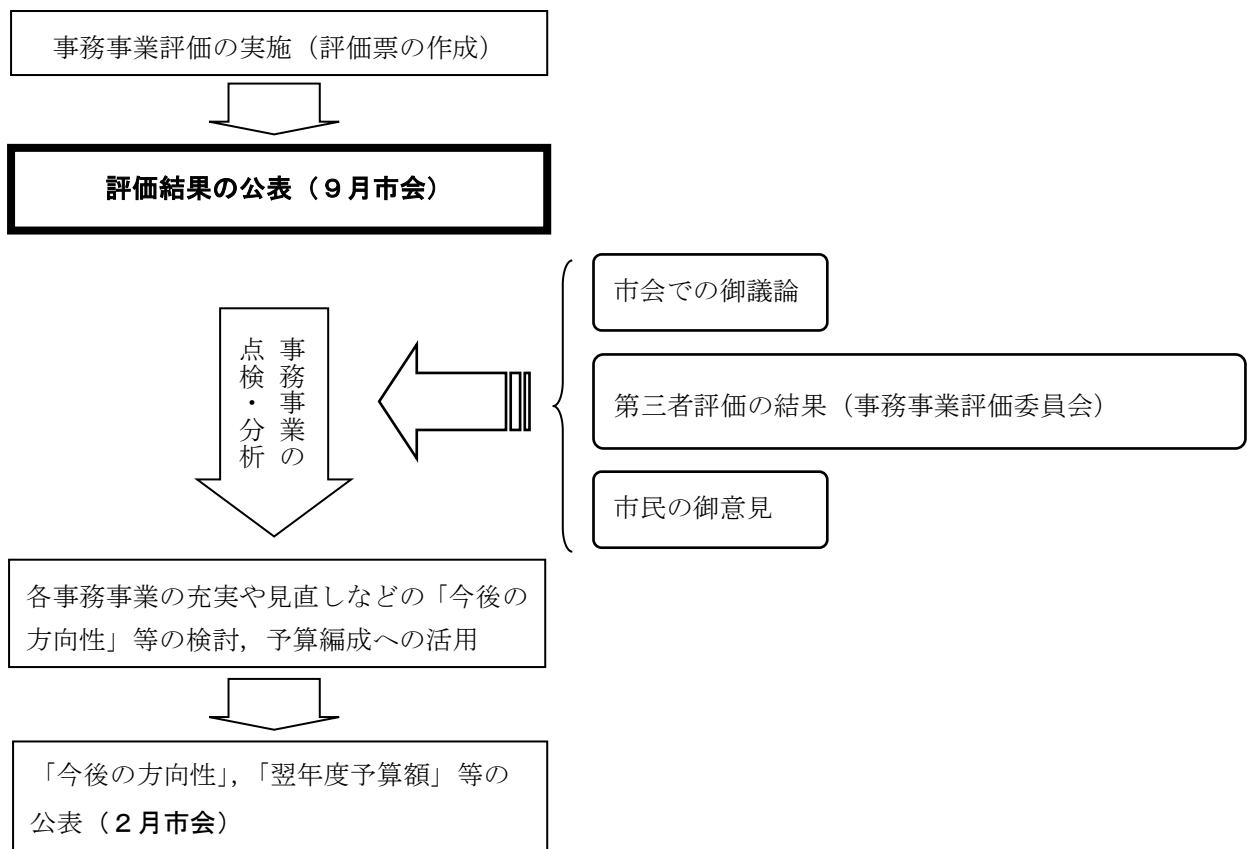 事務事業評価の実施（評価票の作成）
評価結果の公表（９月市会）
事務事業の
点検・分析
市会での御議論
第三者評価の結果（事務事業評価委員会）
市民の御意見
各事務事業の充実や見直しなどの「今後の
方向性」等の検討，予算編成への活用
「今後の方向性」，「翌年度予算額」等の
公表（２月市会）